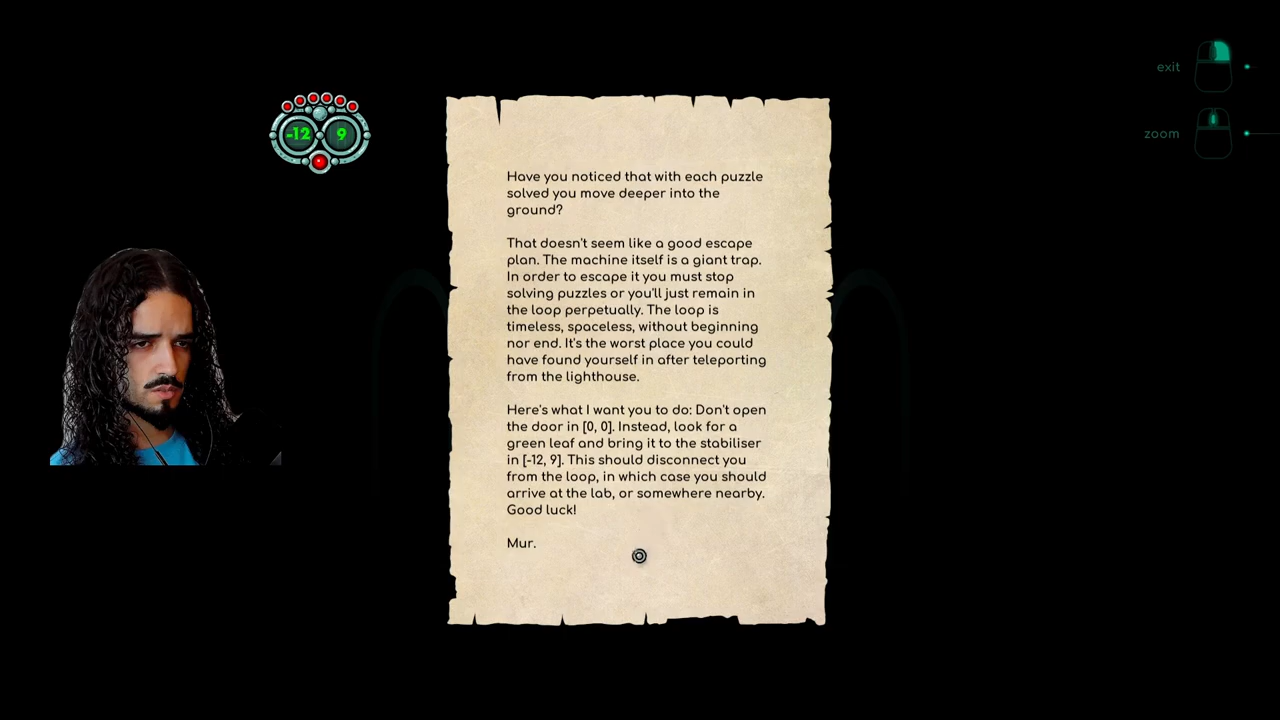 exit
-12 9
zoom
Have you noticed that with each puzzle
solved you move deeper into the
ground?
That doesn't seem like a good escape
plan. The machine itself is a giant trap.
In order to escape it you must stop
solving puzzles or you'll just remain in
the loop perpetually. The loop is
timeless, spaceless, without beginning
nor end. It's the worst place you could
have found yourself in after teleporting
from the lighthouse.
Here's what I want you to do: Don't open
the door in [0, 0]. Instead, look for a
green leaf and bring it to the stabiliser
in [-12, 9]. This should disconnect you
from the loop, in which case you should
arrive at the lab, or somewhere nearby.
Good luck!
Mur.